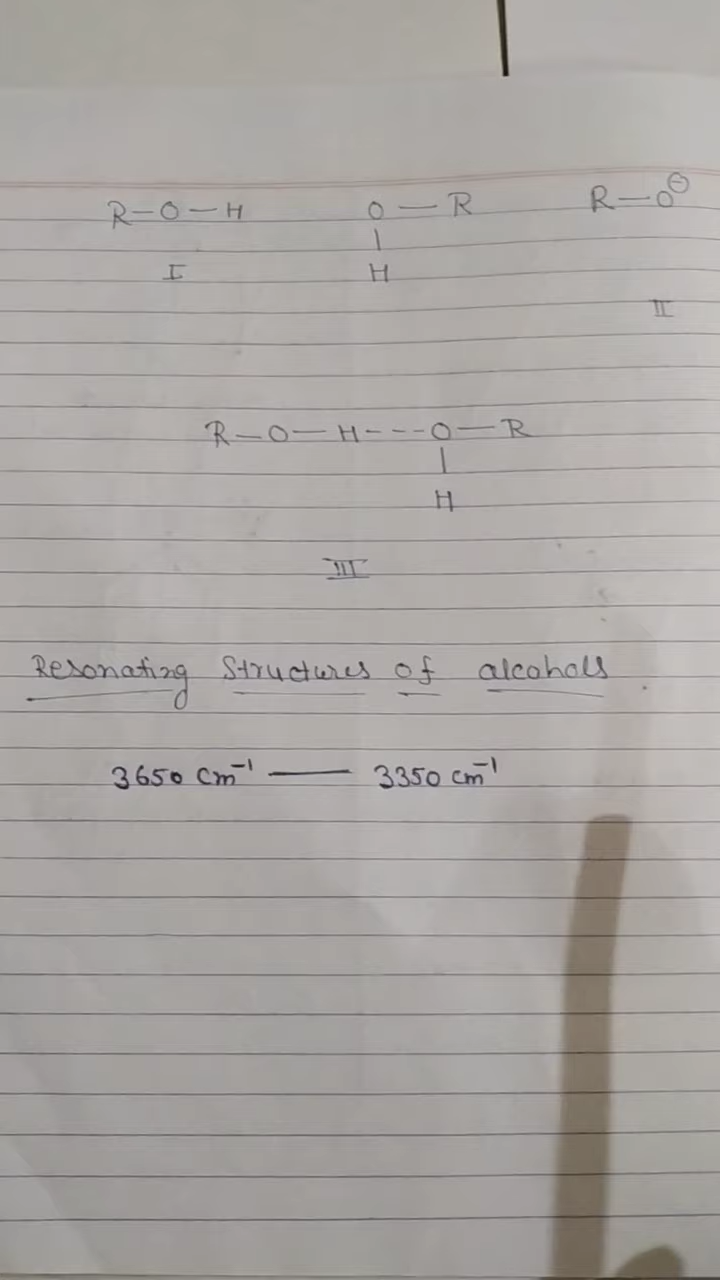 R-O-H O-R R-O⊖
|
I H
II
R-O-H---O-R
|
H
III
Resonating Structures of alcohols
3650 cm⁻¹ — 3350 cm⁻¹